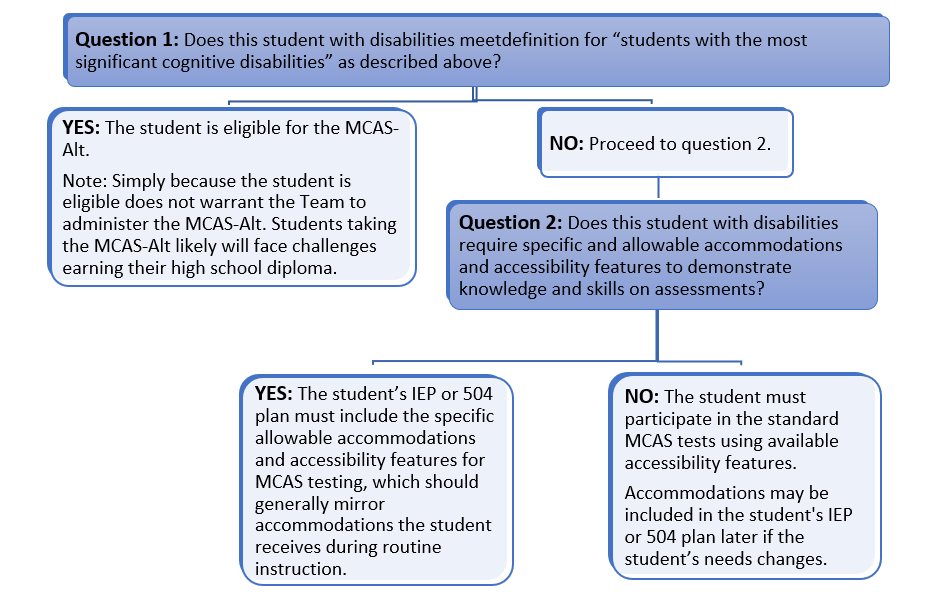 Question 1: Does this student with disabilities meetdefinition for “students with the most
significant cognitive disabilities” as described above?
YES: The student is eligible for the MCAS-
Alt.
Note: Simply because the student is
eligible does not warrant the Team to
administer the MCAS-Alt. Students taking
the MCAS-Alt likely will face challenges
earning their high school diploma.
NO: Proceed to question 2.
Question 2: Does this student with disabilities
require specific and allowable accommodations
and accessibility features to demonstrate
knowledge and skills on assessments?
YES: The student’s IEP or 504
plan must include the specific
allowable accommodations
and accessibility features for
MCAS testing, which should
generally mirror
accommodations the student
receives during routine
instruction.
NO: The student must
participate in the standard
MCAS tests using available
accessibility features.
Accommodations may be
included in the student's IEP
or 504 plan later if the
student’s needs changes.